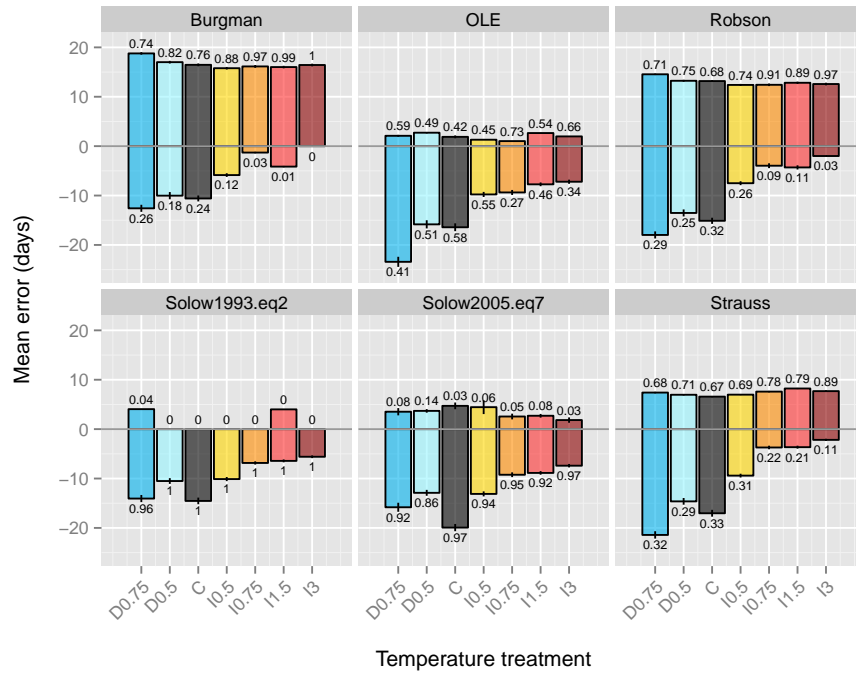 Burgman OLE Robson
20
10
0
−10
−20
0.74 0.82 0.76 0.88 0.97 0.99 1
0.26 0.18 0.24 0.12 0.03 0.01 0
0.59 0.49 0.42 0.45 0.73 0.54 0.66
0.41 0.51 0.58 0.55 0.27 0.46 0.34
0.71 0.75 0.68 0.74 0.91 0.89 0.97
0.29 0.25 0.32 0.26 0.09 0.11 0.03
Solow1993.eq2 Solow2005.eq7 Strauss
20
10
0
−10
−20
0.04 0 0 0 0 0 0
0.96 1 1 1 1 1 1
0.08 0.14 0.03 0.06 0.05 0.08 0.03
0.92 0.86 0.97 0.94 0.95 0.92 0.97
0.68 0.71 0.67 0.69 0.78 0.79 0.89
0.32 0.29 0.33 0.31 0.22 0.21 0.11
D0.75 D0.5 C I0.5 I0.75 I1.5 I3
D0.75 D0.5 C I0.5 I0.75 I1.5 I3
D0.75 D0.5 C I0.5 I0.75 I1.5 I3
Mean error (days)
Temperature treatment